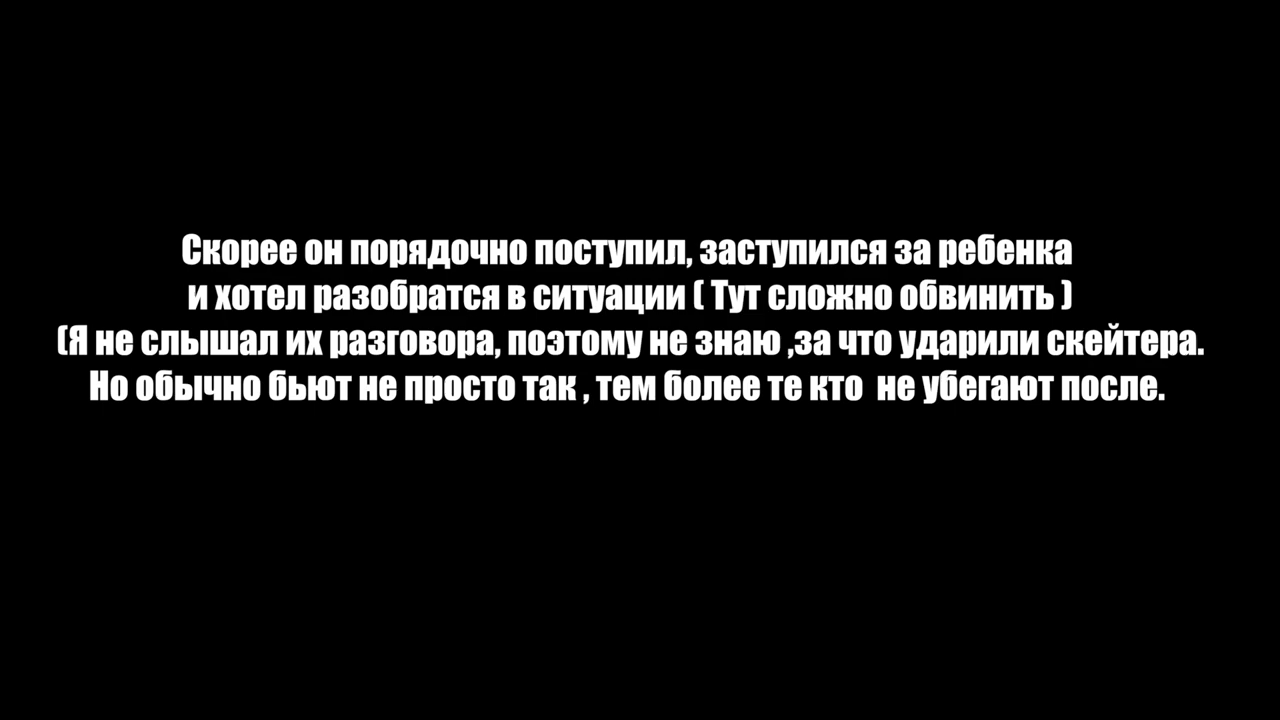 Скорее он порядочно поступил, заступился за ребенка
и хотел разобратся в ситуации ( Тут сложно обвинить )
(Я не слышал их разговора, поэтому не знаю ,за что ударили скейтера.
Но обычно бьют не просто так , тем более те кто  не убегают после.